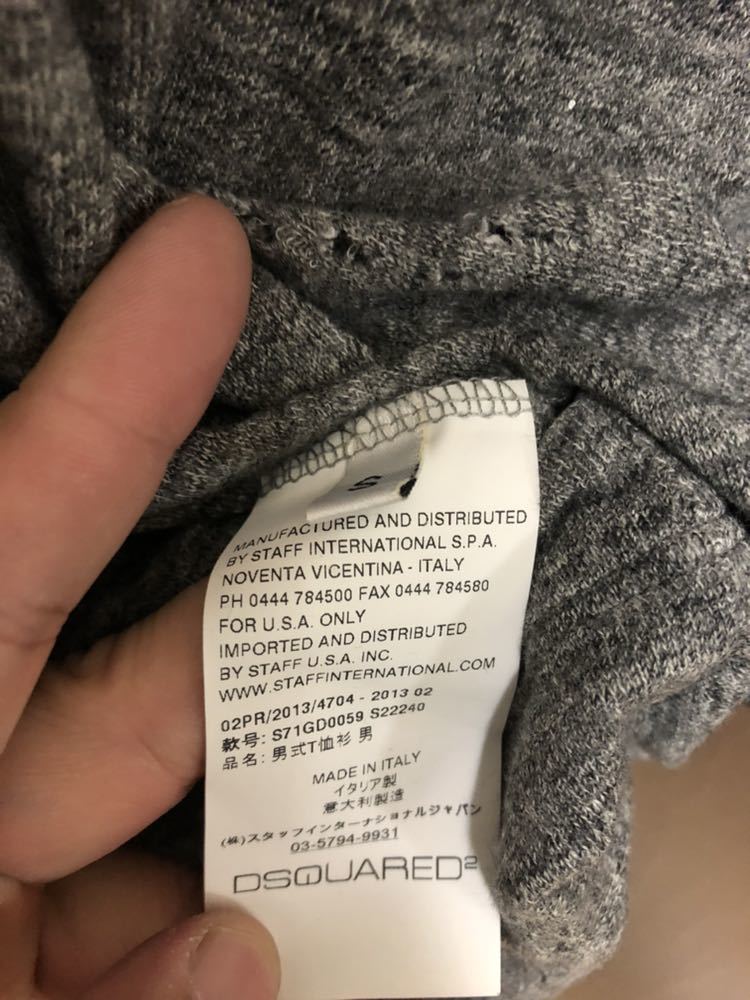 S
MANUFACTURED AND DISTRIBUTED
BY STAFF INTERNATIONAL S.P.A.
NOVENTA VICENTINA - ITALY
PH 0444 784500 FAX 0444 784580
FOR U.S.A. ONLY
IMPORTED AND DISTRIBUTED
BY STAFF U.S.A. INC.
WWW.STAFFINTERNATIONAL.COM
02PR/2013/4704 - 2013 02
款号: S71GD0059 S22240
品名: 男式T恤衫 男
MADE IN ITALY
イタリア製
意大利製造
(株)スタッフインターナショナルジャパン
03-5794-9931
DSQUARED2